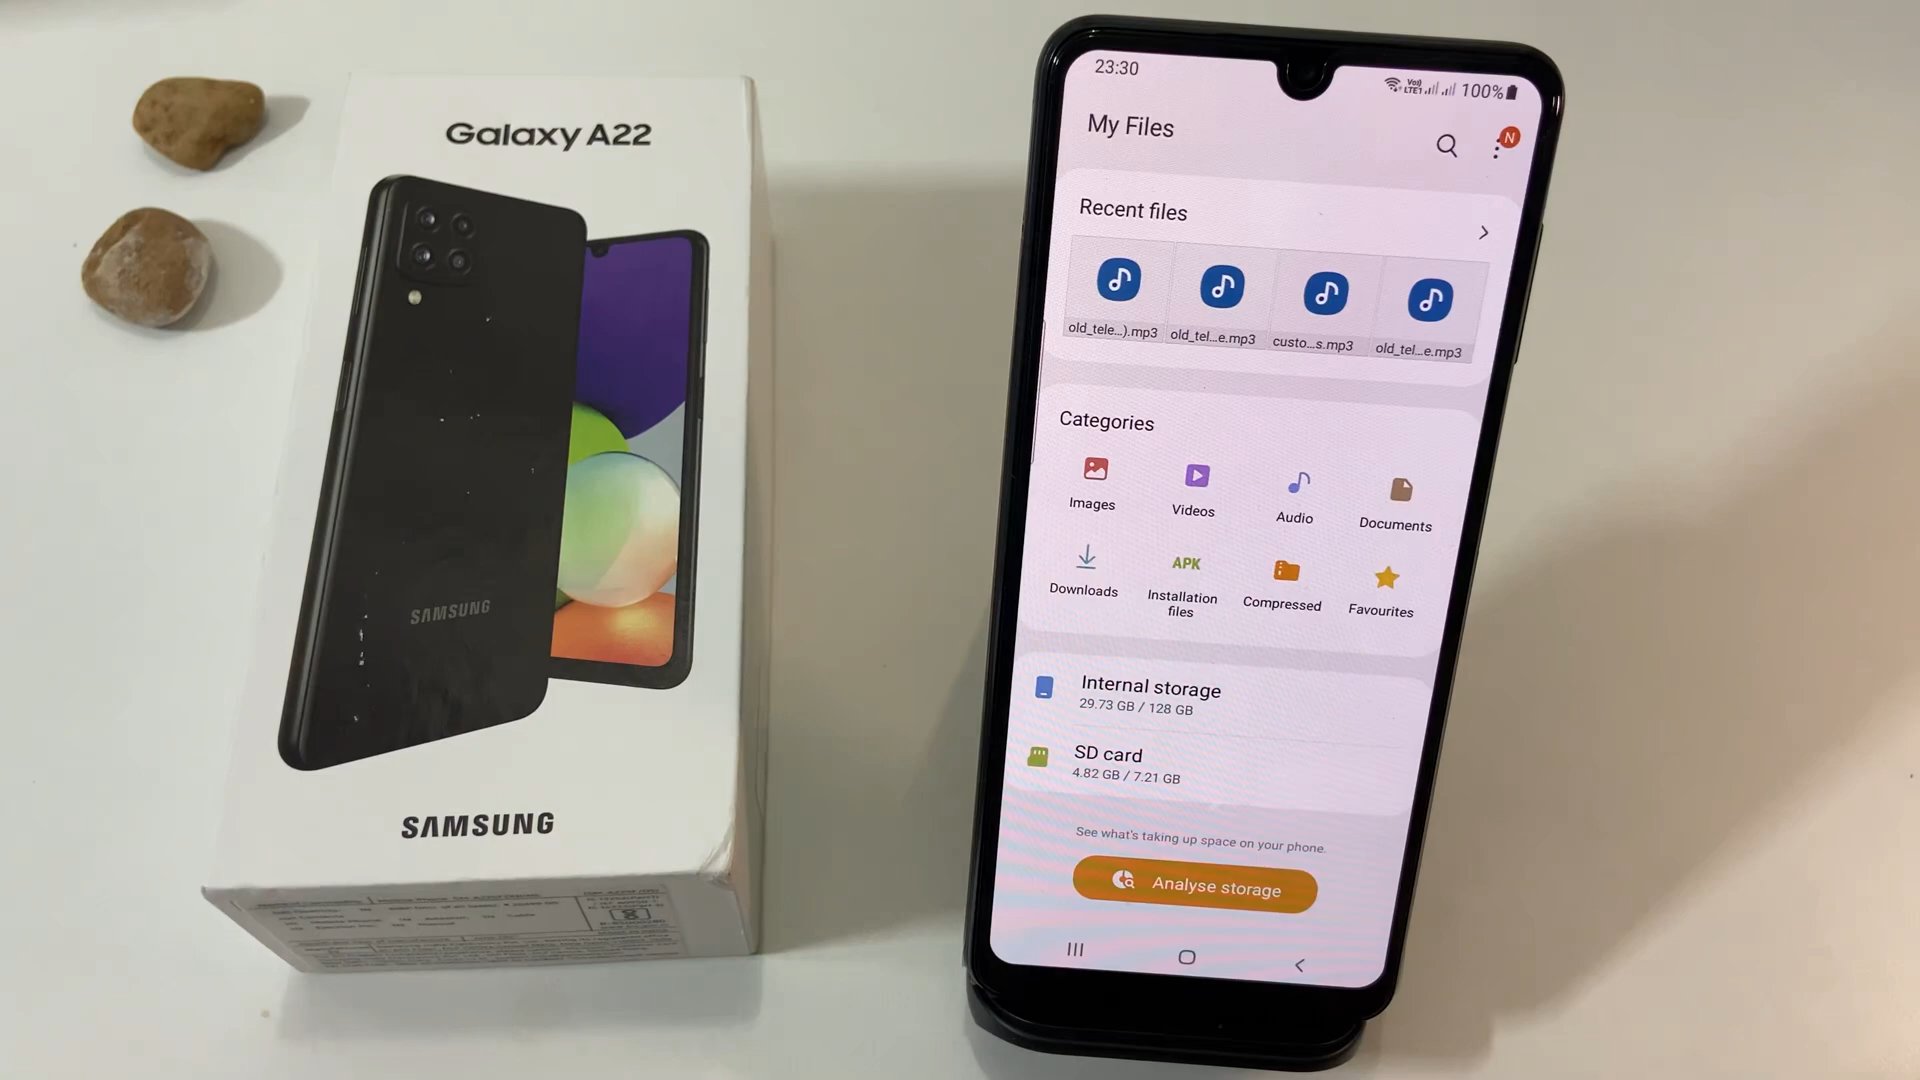 Galaxy A22
SAMSUNG
SAMSUNG
23:30
Vo)) LTE1 100%
My Files
N
Recent files
old_tele...).mp3
old_tel...e.mp3
custo...s.mp3
old_tel...e.mp3
Categories
Images
Videos
Audio
Documents
Downloads
APK
Installation
files
Compressed
Favourites
Internal storage
29.73 GB / 128 GB
SD card
4.82 GB / 7.21 GB
See what's taking up space on your phone.
Analyse storage